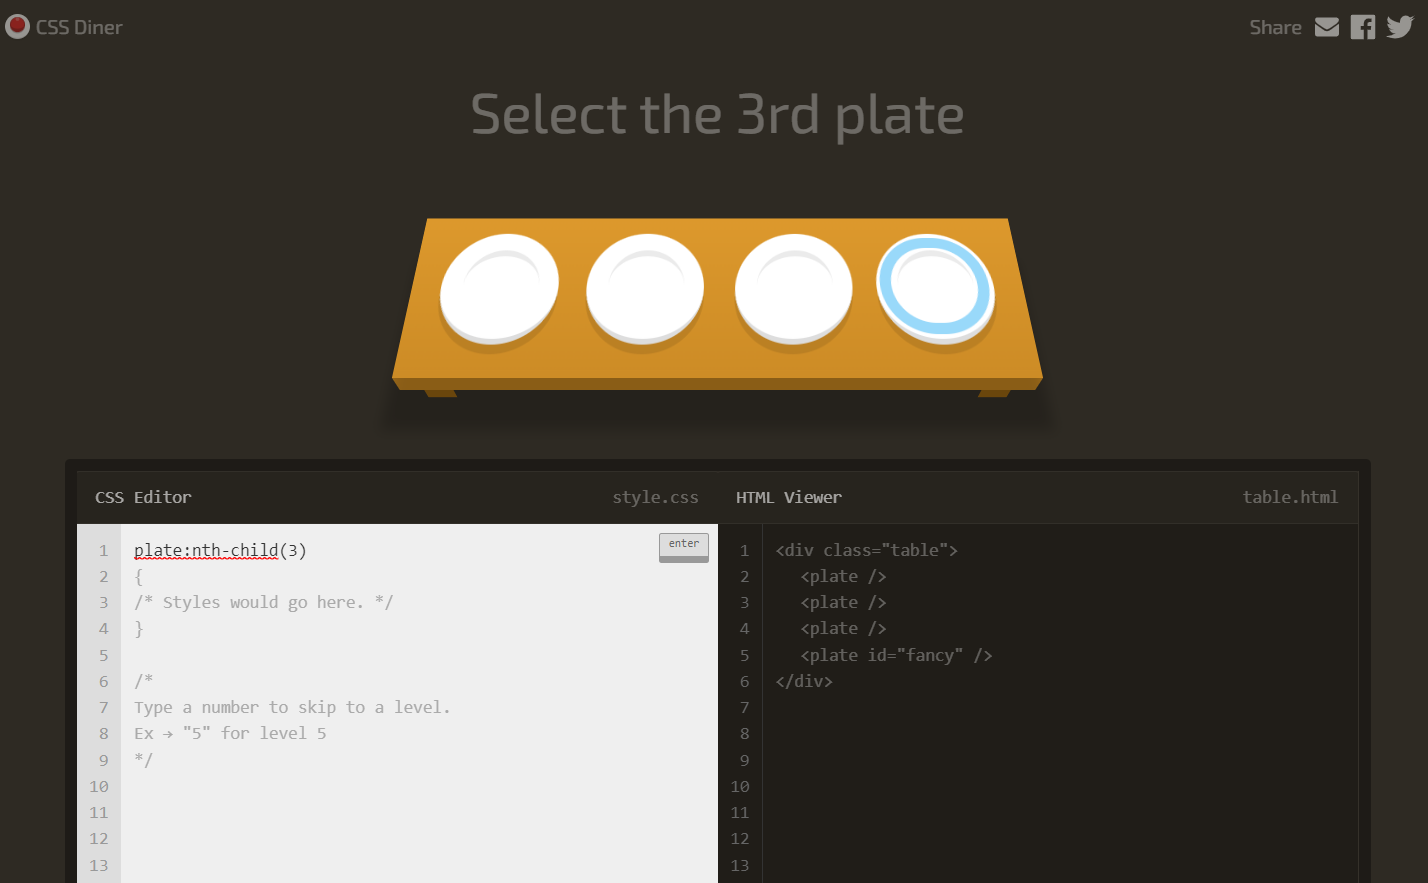 CSS Diner
Share
Select the 3rd plate
CSS Editor
style.css
enter
1 plate:nth-child(3)
2 {
3 /* Styles would go here. */
4 }
5
6 /*
7 Type a number to skip to a level.
8 Ex → "5" for level 5
9 */
10
11
12
13
HTML Viewer
table.html
1 <div class="table">
2 <plate />
3 <plate />
4 <plate />
5 <plate id="fancy" />
6 </div>
7
8
9
10
11
12
13